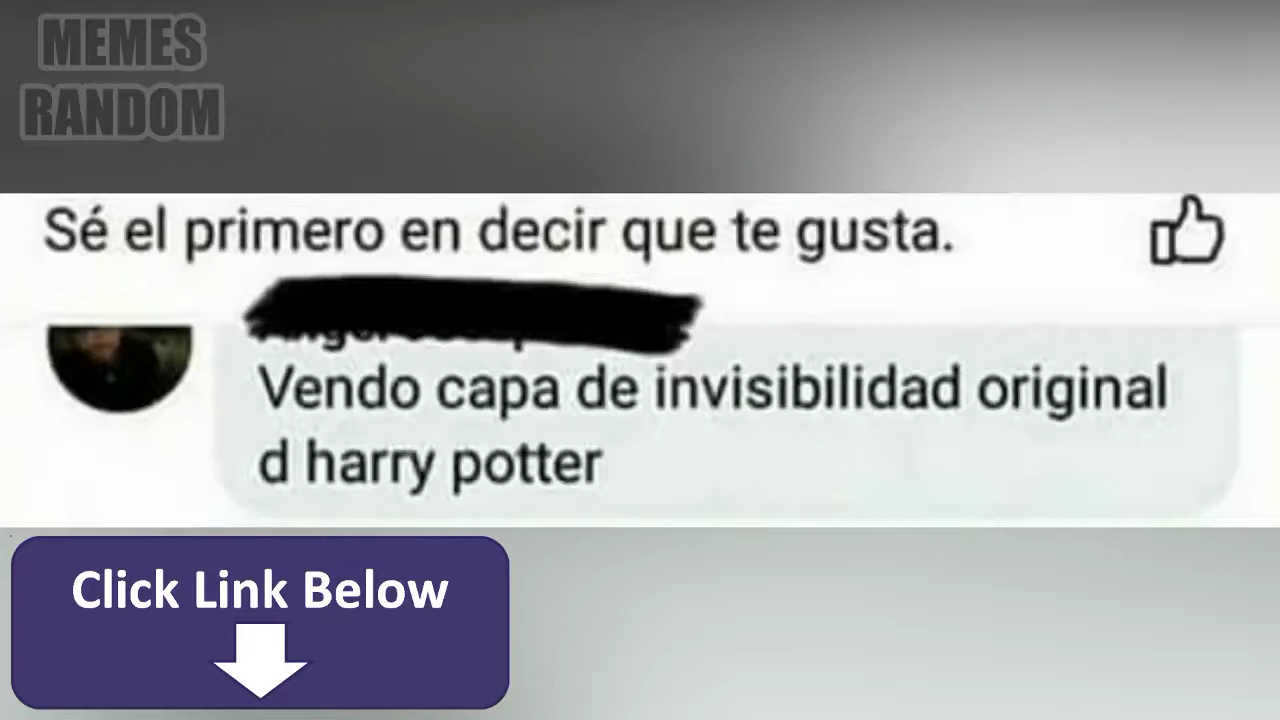 MEMES
RANDOM
Sé el primero en decir que te gusta.
Vendo capa de invisibilidad original
d harry potter
Click Link Below